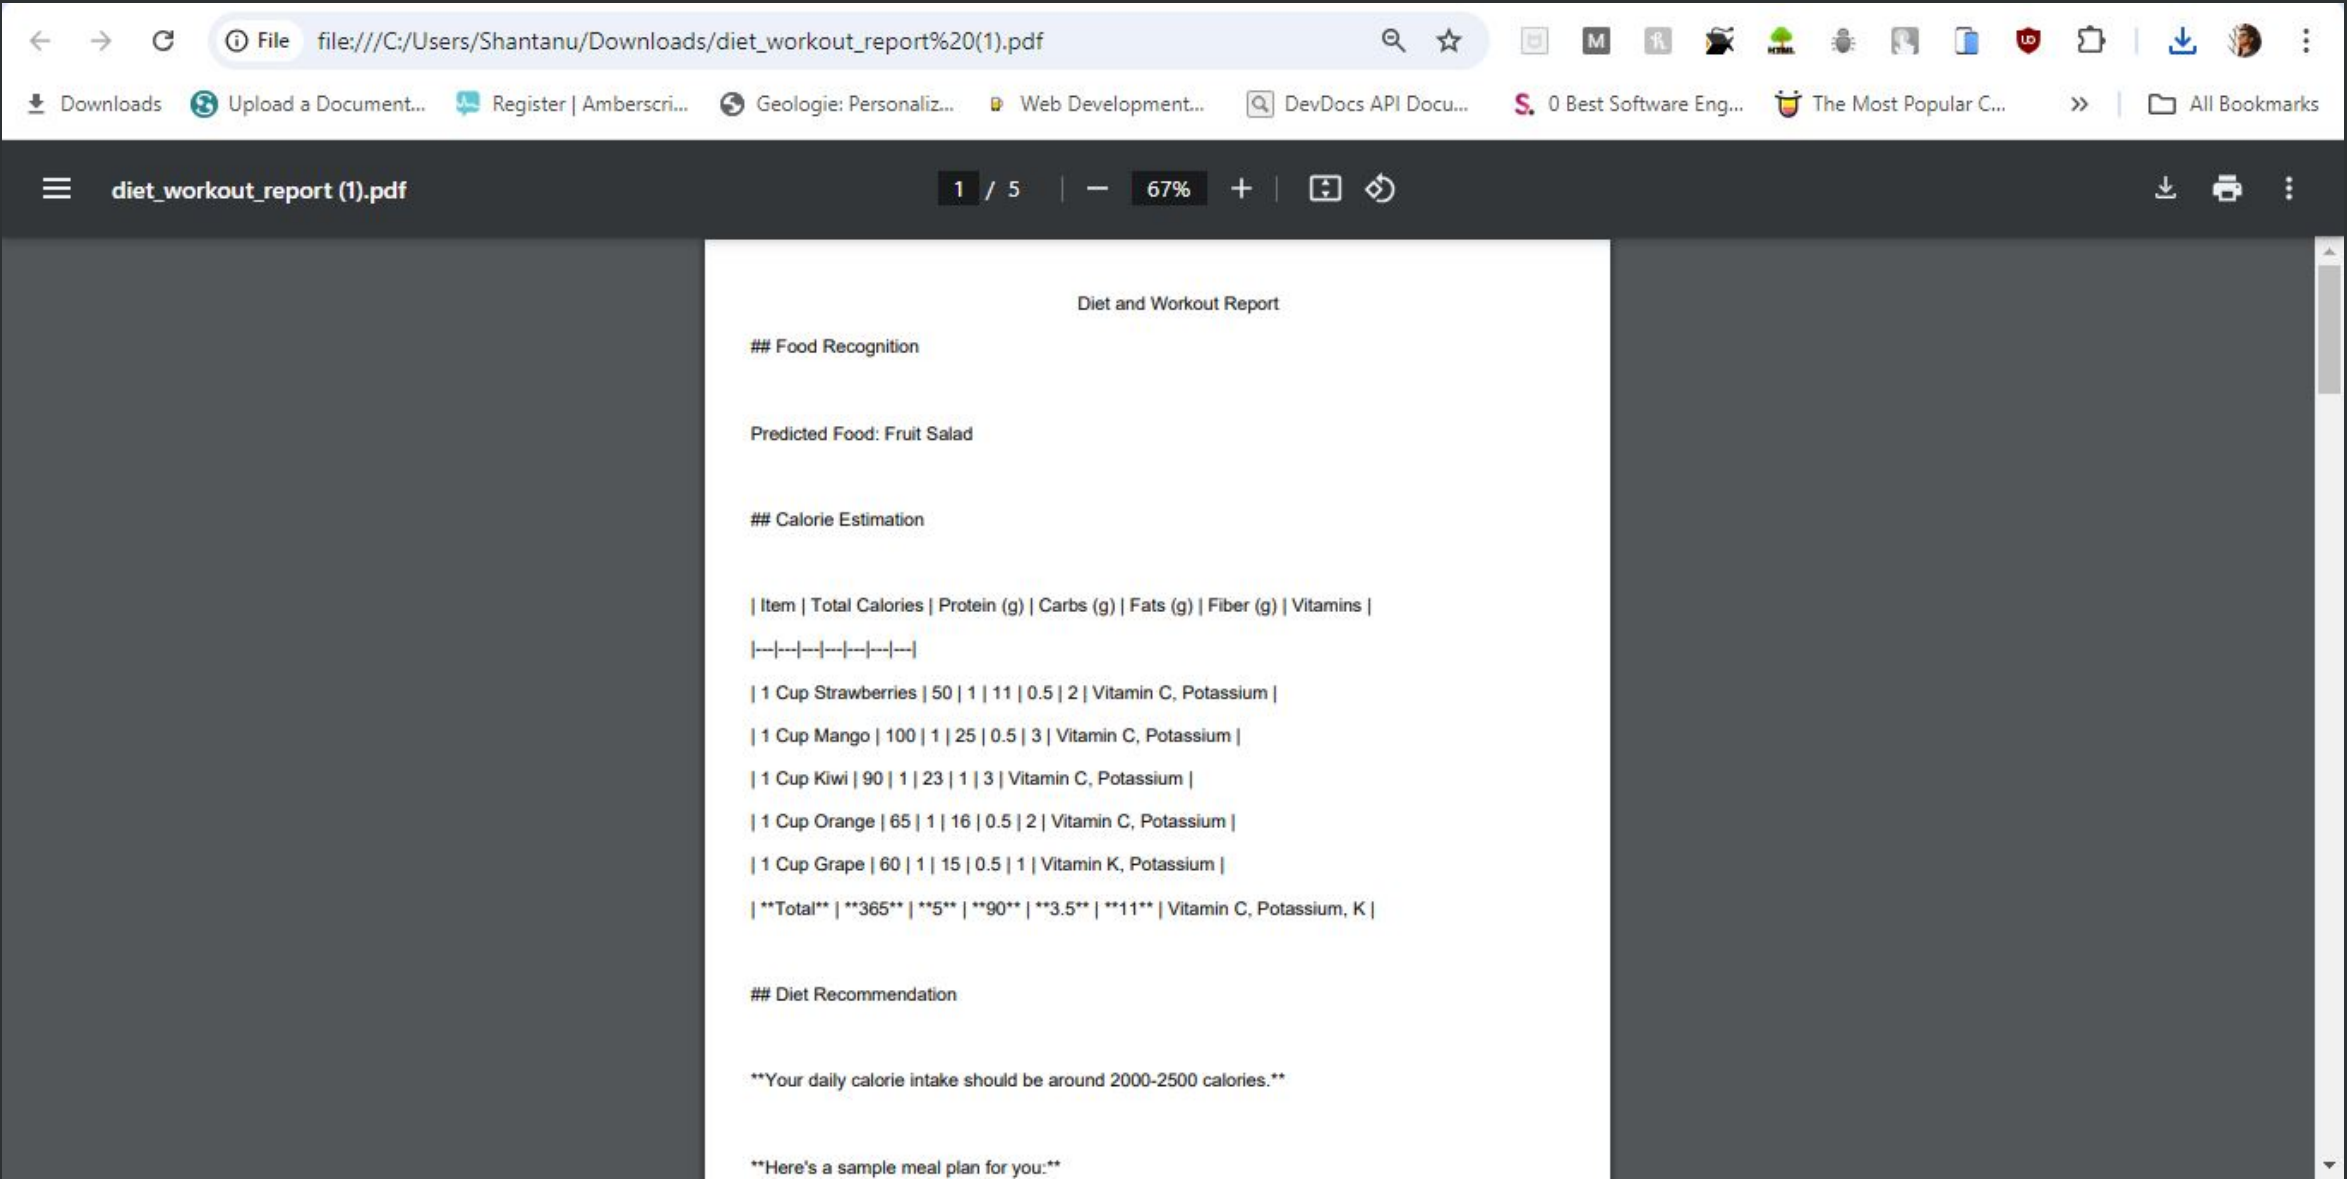 File file:///C:/Users/Shantanu/Downloads/diet_workout_report%20(1).pdf
Downloads Upload a Document... Register | Amberscri... Geologie: Personaliz... Web Development... DevDocs API Docu... S. 0 Best Software Eng... The Most Popular C... » All Bookmarks
diet_workout_report (1).pdf 1 / 5 67%
Diet and Workout Report
## Food Recognition
Predicted Food: Fruit Salad
## Calorie Estimation
| Item | Total Calories | Protein (g) | Carbs (g) | Fats (g) | Fiber (g) | Vitamins |
|---|---|---|---|---|---|---|
| 1 Cup Strawberries | 50 | 1 | 11 | 0.5 | 2 | Vitamin C, Potassium |
| 1 Cup Mango | 100 | 1 | 25 | 0.5 | 3 | Vitamin C, Potassium |
| 1 Cup Kiwi | 90 | 1 | 23 | 1 | 3 | Vitamin C, Potassium |
| 1 Cup Orange | 65 | 1 | 16 | 0.5 | 2 | Vitamin C, Potassium |
| 1 Cup Grape | 60 | 1 | 15 | 0.5 | 1 | Vitamin K, Potassium |
| **Total** | **365** | **5** | **90** | **3.5** | **11** | Vitamin C, Potassium, K |
## Diet Recommendation
**Your daily calorie intake should be around 2000-2500 calories.**
**Here's a sample meal plan for you:**